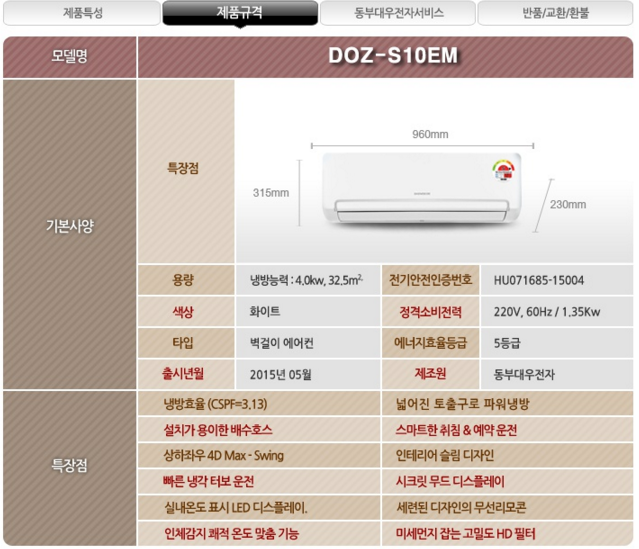 제품특성
제품규격
동부대우전자서비스
반품/교환/환불
모델명
DOZ-S10EM
기본사양
특장점
960mm
315mm
230mm
용량
냉방능력 : 4.0kw, 32.5m²·
전기안전인증번호
HU071685-15004
색상
화이트
정격소비전력
220V, 60Hz / 1.35Kw
타입
벽걸이 에어컨
에너지효율등급
5등급
출시년월
2015년 05월
제조원
동부대우전자
특장점
냉방효율 (CSPF=3.13)
넓어진 토출구로 파워냉방
설치가 용이한 배수호스
스마트한 취침 & 예약 운전
상하좌우 4D Max - Swing
인테리어 슬림 디자인
빠른 냉각 터보 운전
시크릿 무드 디스플레이
실내온도 표시 LED 디스플레이.
세련된 디자인의 무선리모콘
인체감지 쾌적 온도 맞춤 기능
미세먼지 잡는 고밀도 HD 필터